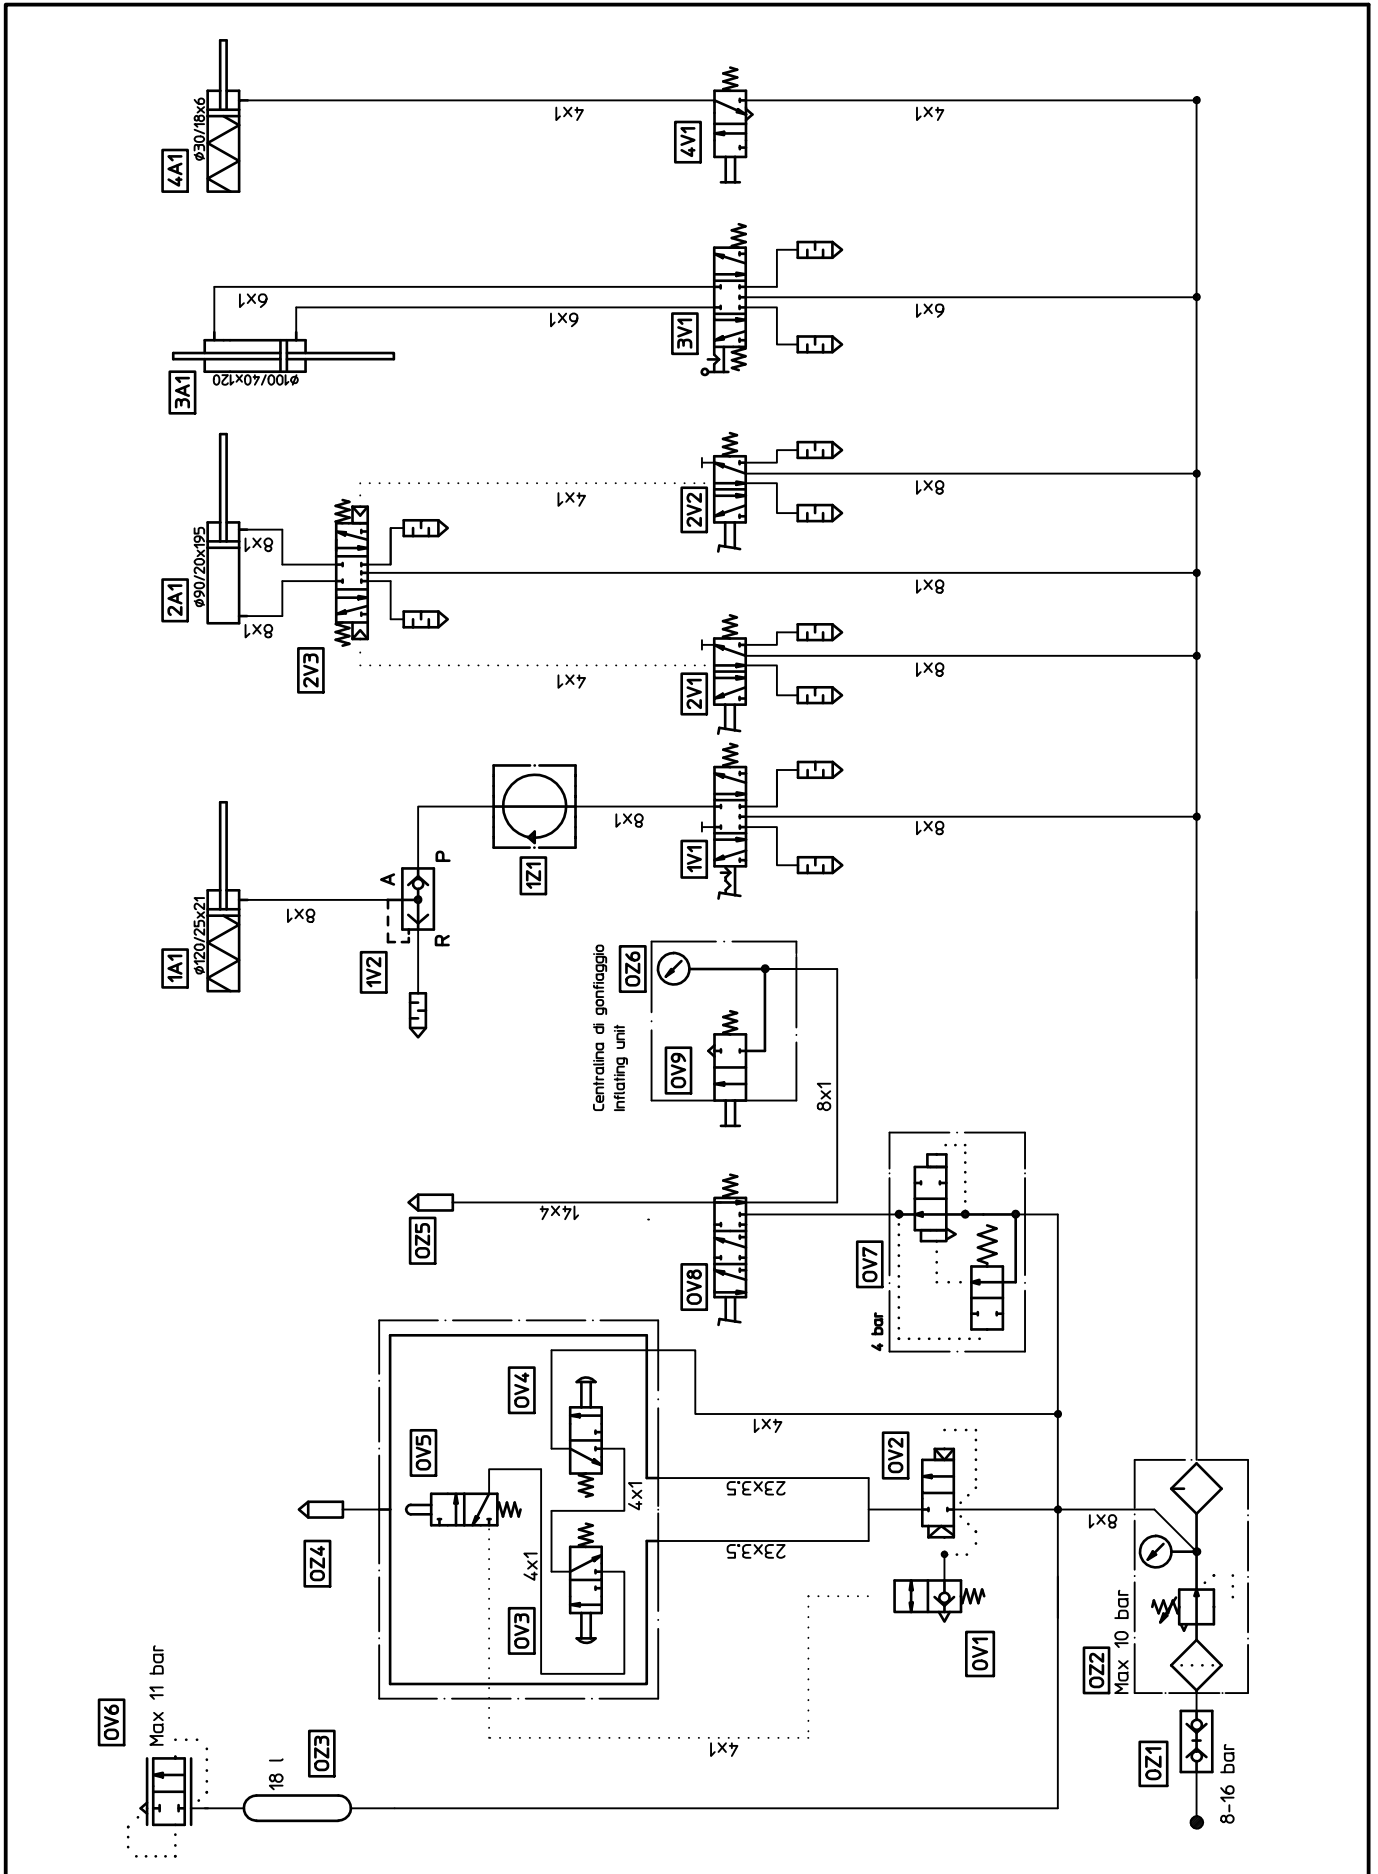 4A1
ø30/18x6
4x1
4V1
4x1
3A1
ø100/40x120
6x1
6x1
3V1
6x1
2A1
ø90/20x195
8x1
8x1
2V3
4x1
2V2
8x1
8x1
4x1
2V1
8x1
1A1
ø120/25x21
8x1
A
P
R
1V2
1Z1
8x1
1V1
8x1
Centralina di gonfiaggio
Inflating unit
0Z6
0V9
8x1
0Z5
14x4
0V8
0V7
4 bar
0Z4
0V5
0V4
0V3
4x1
4x1
4x1
23x3.5
23x3.5
0V2
0V1
4x1
8x1
0V6
Max 11 bar
18 l
0Z3
0Z2
Max 10 bar
0Z1
8-16 bar